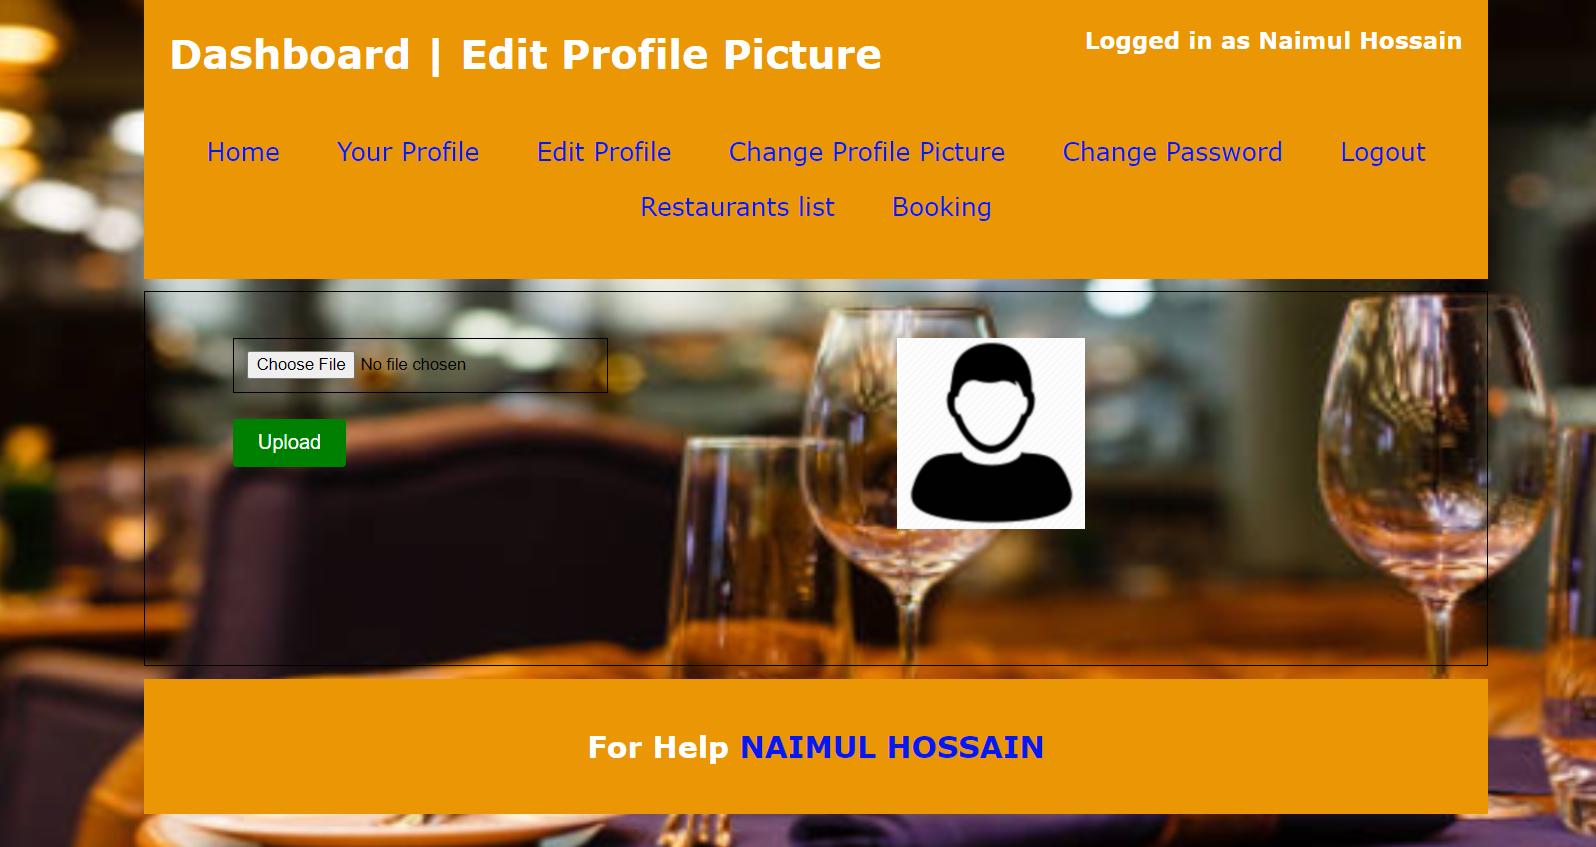 Dashboard | Edit Profile Picture
Logged in as Naimul Hossain
Home Your Profile Edit Profile Change Profile Picture Change Password Logout
Restaurants list Booking
Choose File No file chosen
Upload
For Help NAIMUL HOSSAIN